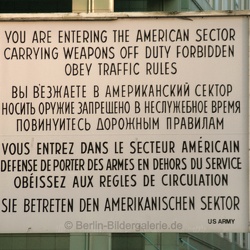 YOU ARE ENTERING THE AMERICAN SECTOR
CARRYING WEAPONS OFF DUTY FORBIDDEN
OBEY TRAFFIC RULES
ВЫ ВЪЕЗЖАЕТЕ В АМЕРИКАНСКИЙ СЕКТОР
НОСИТЬ ОРУЖИЕ ЗАПРЕЩЕНО В НЕСЛУЖЕБНОЕ ВРЕМЯ
ПОВИНУЙТЕСЬ ДОРОЖНЫМ ПРАВИЛАМ
VOUS ENTREZ DANS LE SECTEUR AMÉRICAIN
DEFENSE DE PORTER DES ARMES EN DEHORS DU SERVICE
OBÉISSEZ AUX REGLES DE CIRCULATION
SIE BETRETEN DEN AMERIKANISCHEN SEKTOR
US ARMY
© Berlin-Bildergalerie.de